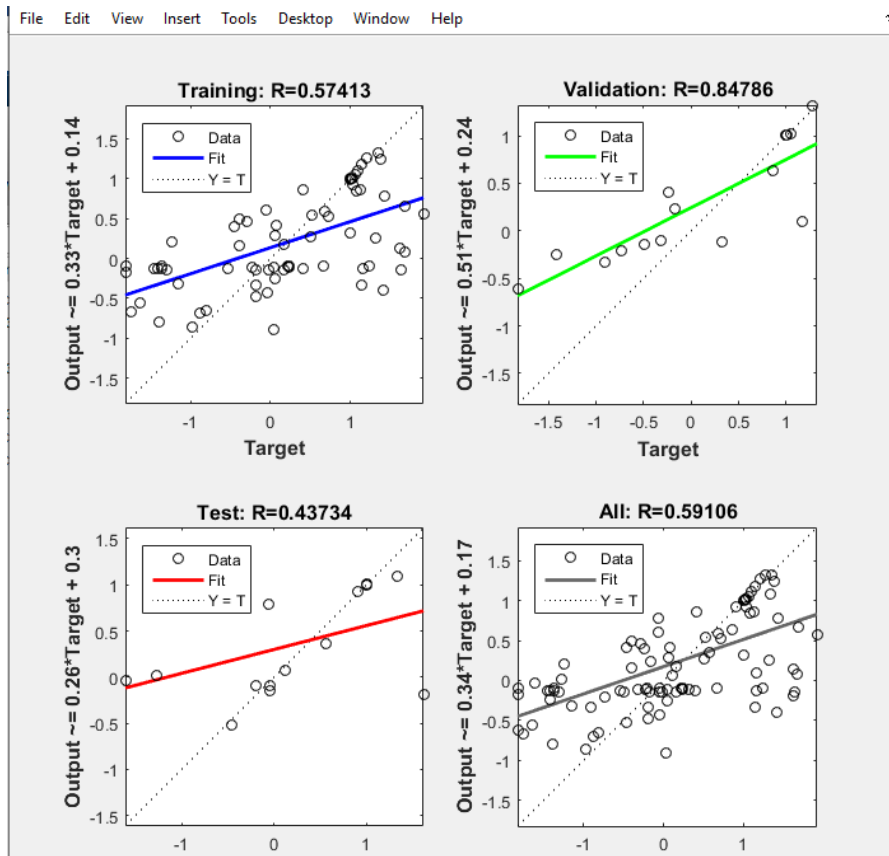 File Edit View Insert Tools Desktop Window Help
Training: R=0.57413
Output ~= 0.33*Target + 0.14
Data
Fit
Y = T
1.5
1
0.5
0
-0.5
-1
-1.5
-1 0 1
Target
Validation: R=0.84786
Output ~= 0.51*Target + 0.24
Data
Fit
Y = T
1
0.5
0
-0.5
-1
-1.5
-1.5 -1 -0.5 0 0.5 1
Target
Test: R=0.43734
Output ~= 0.26*Target + 0.3
Data
Fit
Y = T
1.5
1
0.5
0
-0.5
-1
-1.5
-1 0 1
All: R=0.59106
Output ~= 0.34*Target + 0.17
Data
Fit
Y = T
1.5
1
0.5
0
-0.5
-1
-1.5
-1 0 1